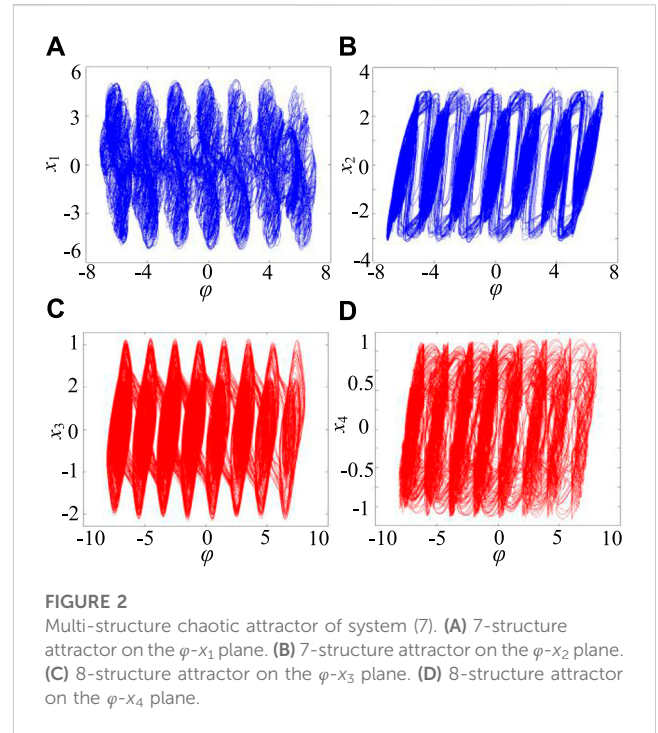 A
6
3
0
-3
-6
x1
-8
-4
0
4
8
φ
B
4
2
0
-2
-4
x2
-8
-4
0
4
8
φ
C
1
2
0
-1
-2
x3
-10
-5
0
5
10
φ
D
1
0.5
0
-0.5
-1
x4
-10
-5
0
5
10
φ
FIGURE 2
Multi-structure chaotic attractor of system (7). (A) 7-structure
attractor on the φ-x1 plane. (B) 7-structure attractor on the φ-x2 plane.
(C) 8-structure attractor on the φ-x3 plane. (D) 8-structure attractor
on the φ-x4 plane.